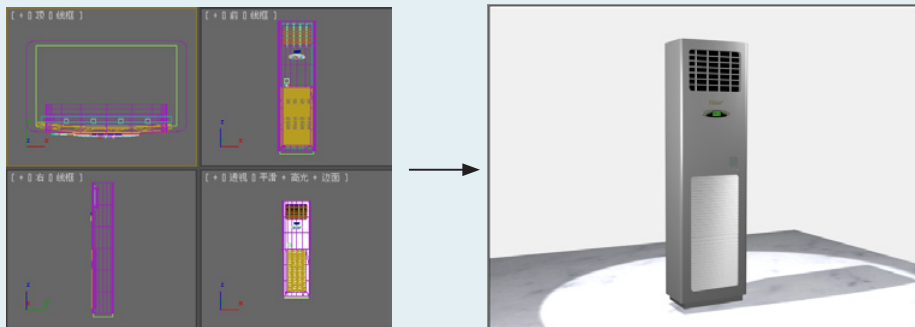 [ + 0 顶 0 线框 ]
[ + 0 前 0 线框 ]
[ + 0 右 0 线框 ]
[ + 0 透视 0 平滑 + 高光 + 边面 ]